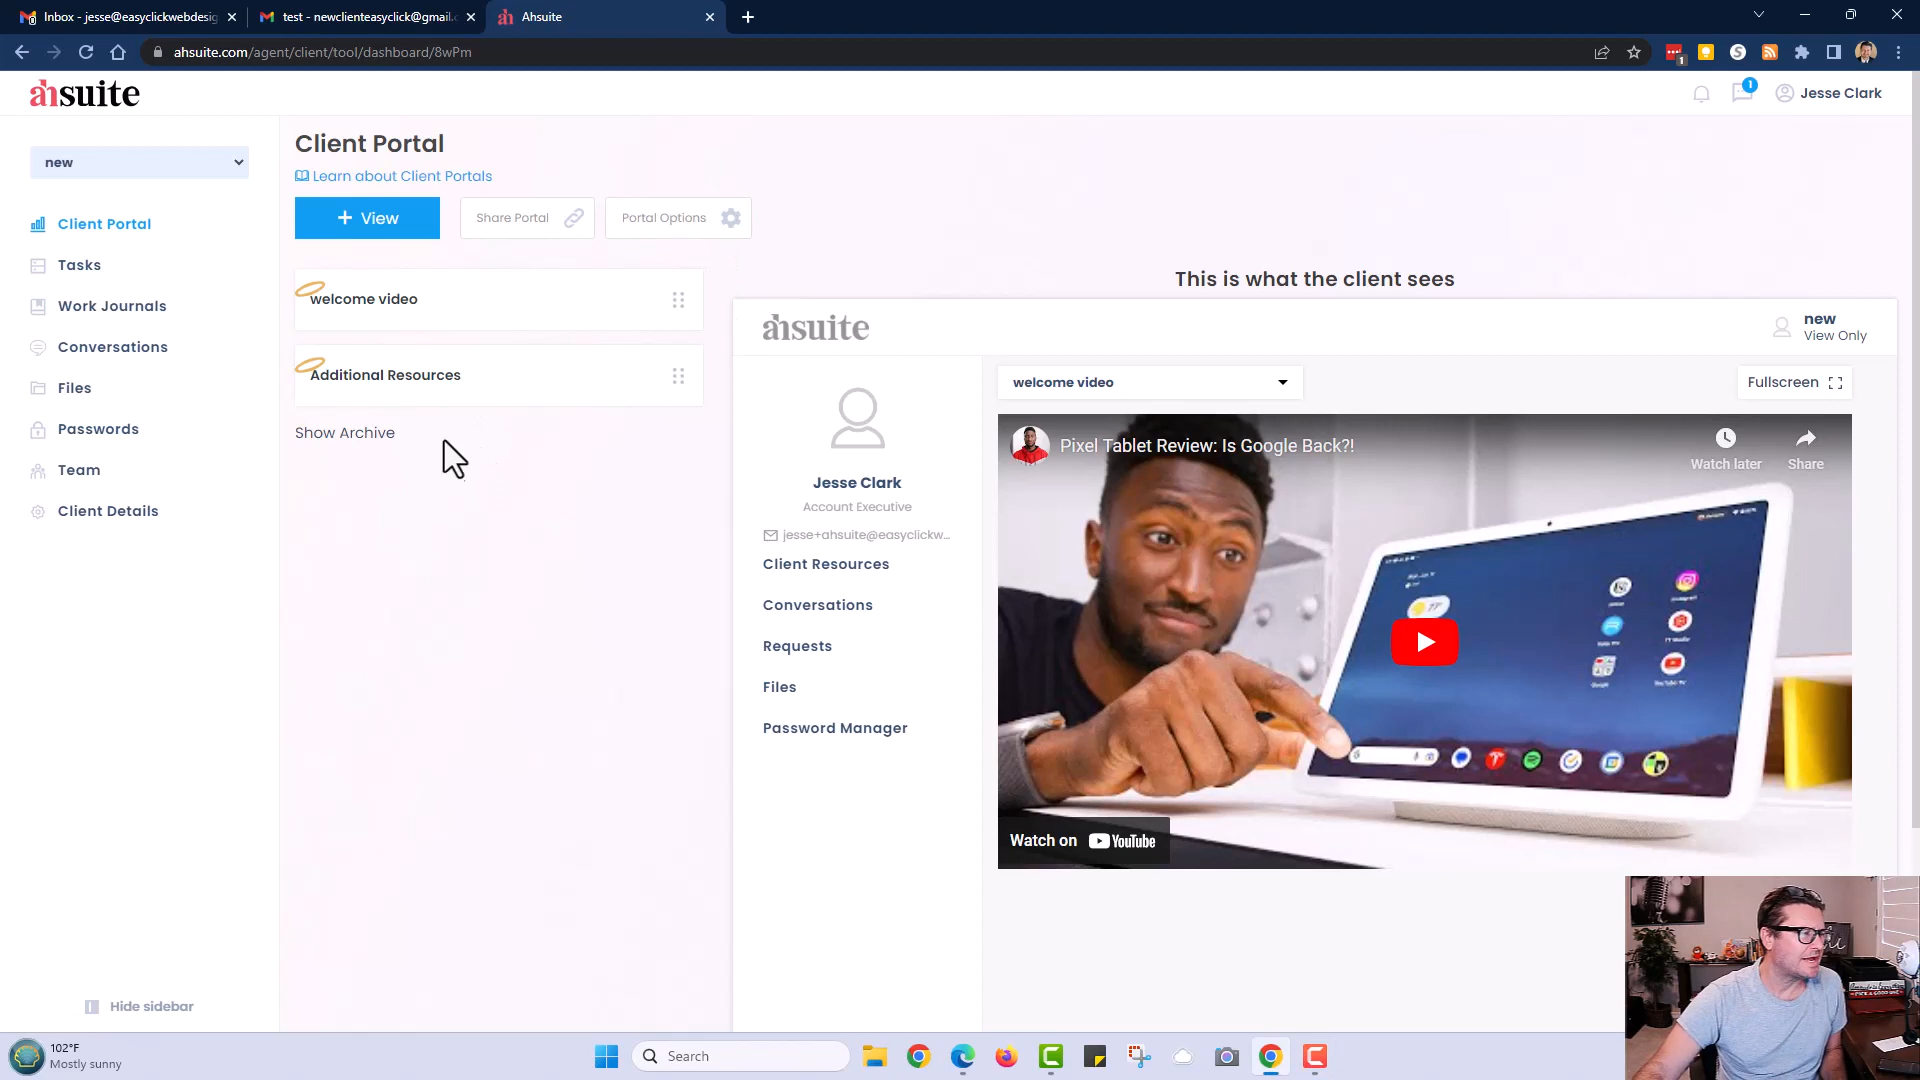 Inbox - jesse@easyclickwebdesig
test - newclienteasyclick@gmail.c
Ahsuite
ahsuite.com/agent/client/tool/dashboard/8wPm
1
ahsuite
1
Jesse Clark
new
Client Portal
Tasks
Work Journals
Conversations
Files
Passwords
Team
Client Details
Hide sidebar
Client Portal
Learn about Client Portals
+ View
Share Portal
Portal Options
welcome video
Additional Resources
Show Archive
This is what the client sees
ahsuite
new
View Only
Jesse Clark
Account Executive
jesse+ahsuite@easyclickw...
Client Resources
Conversations
Requests
Files
Password Manager
welcome video
Fullscreen
Pixel Tablet Review: Is Google Back?!
Watch later
Share
Watch on YouTube
102°F
Mostly sunny
Search